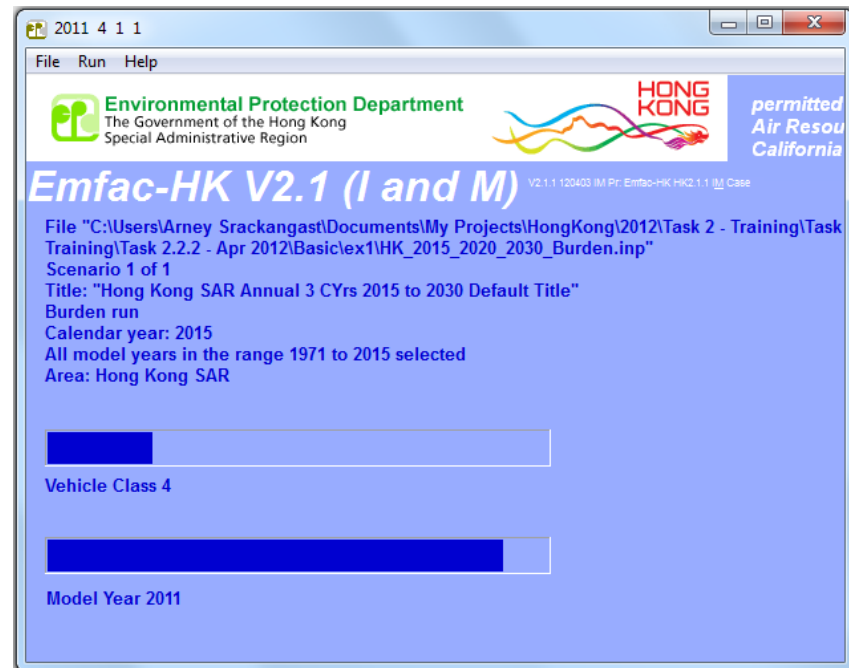 2011 4 1 1
File Run Help
Environmental Protection Department
The Government of the Hong Kong
Special Administrative Region
HONG
KONG
permitted
Air Resou
California
Emfac-HK V2.1 (I and M)
V2.1.1 120403 IM Pr: Emfac-HK HK2.1.1 IM Case
File "C:\Users\Arney Srackangast\Documents\My Projects\HongKong\2012\Task 2 - Training\Task
Training\Task 2.2.2 - Apr 2012\Basic\ex1\HK_2015_2020_2030_Burden.inp"
Scenario 1 of 1
Title: "Hong Kong SAR Annual 3 CYrs 2015 to 2030 Default Title"
Burden run
Calendar year: 2015
All model years in the range 1971 to 2015 selected
Area: Hong Kong SAR
Vehicle Class 4
Model Year 2011